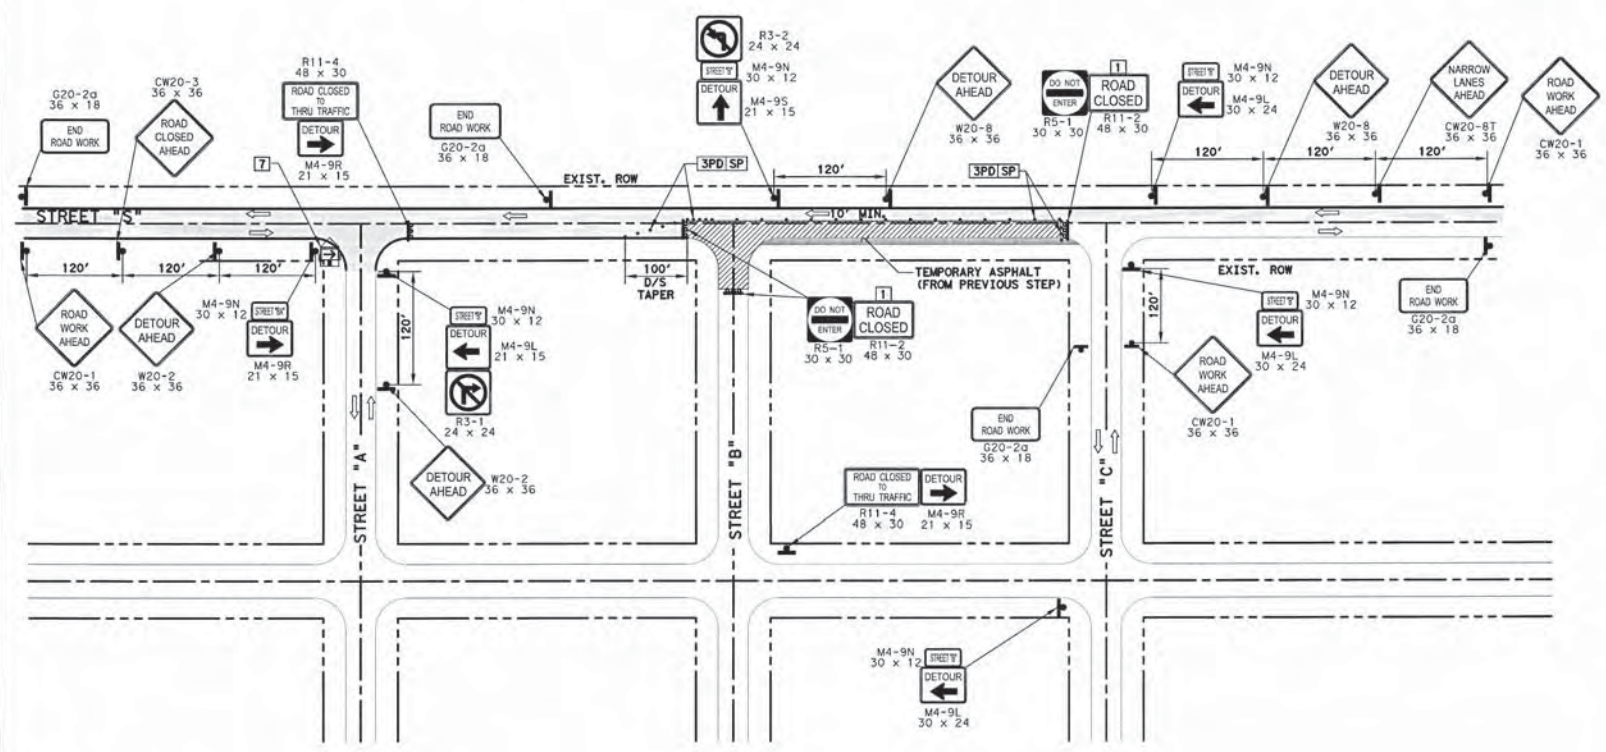 R3-2
24 x 24
STREET "B"
M4-9N
30 x 12
DETOUR
M4-9S
21 x 15
R11-4
48 x 30
ROAD CLOSED
TO
THRU TRAFFIC
DETOUR
M4-9R
21 x 15
CW20-3
36 x 36
ROAD
CLOSED
AHEAD
G20-2a
36 x 18
END
ROAD WORK
7
END
ROAD WORK
G20-2a
36 x 18
DETOUR
AHEAD
W20-8
36 x 36
DO NOT
ENTER
R5-1
30 x 30
1
ROAD
CLOSED
R11-2
48 x 30
M4-9N
30 x 12
DETOUR
M4-9L
30 x 24
DETOUR
AHEAD
W20-8
36 x 36
NARROW
LANES
AHEAD
CW20-8T
36 x 36
ROAD
WORK
AHEAD
CW20-1
36 x 36
3PD SP
120'
3PD SP
120'
120'
120'
EXIST. ROW
STREET "S"
10' MIN.
120'
120'
120'
100'
D/S
TAPER
TEMPORARY ASPHALT
(FROM PREVIOUS STEP)
EXIST. ROW
ROAD
WORK
AHEAD
CW20-1
36 x 36
DETOUR
AHEAD
W20-2
36 x 36
M4-9N
30 x 12
DETOUR
M4-9R
21 x 15
120'
M4-9N
30 x 12
DETOUR
M4-9L
21 x 15
R3-1
24 x 24
DO NOT
ENTER
R5-1
30 x 30
1
ROAD
CLOSED
R11-2
48 x 30
120'
M4-9N
30 x 12
DETOUR
M4-9L
30 x 24
END
ROAD WORK
G20-2a
36 x 18
ROAD
WORK
AHEAD
CW20-1
36 x 36
END
ROAD WORK
G20-2a
36 x 18
DETOUR
AHEAD
W20-2
36 x 36
STREET "A"
STREET "B"
STREET "C"
ROAD CLOSED
TO
THRU TRAFFIC
R11-4
48 x 30
DETOUR
M4-9R
21 x 15
M4-9N
30 x 12
DETOUR
M4-9L
30 x 24